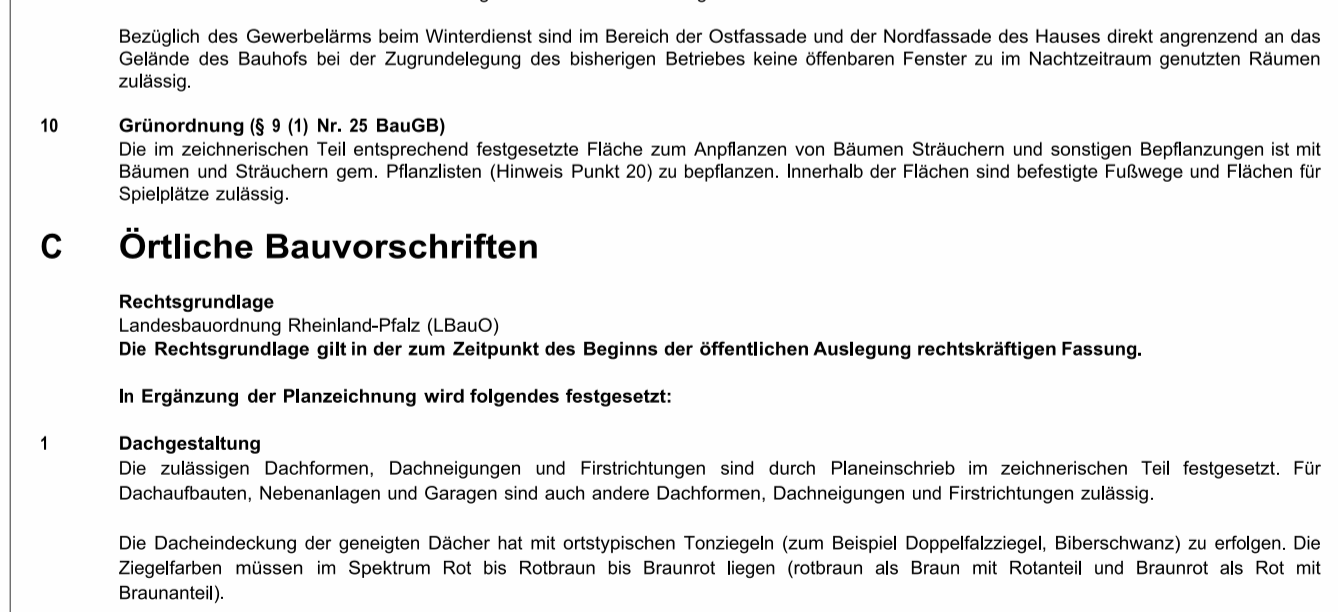 Bezüglich des Gewerbelärms beim Winterdienst sind im Bereich der Ostfassade und der Nordfassade des Hauses direkt angrenzend an das
Gelände des Bauhofs bei der Zugrundelegung des bisherigen Betriebes keine öffenbaren Fenster zu im Nachtzeitraum genutzten Räumen
zulässig.
10 Grünordnung (§ 9 (1) Nr. 25 BauGB)
Die im zeichnerischen Teil entsprechend festgesetzte Fläche zum Anpflanzen von Bäumen Sträuchern und sonstigen Bepflanzungen ist mit
Bäumen und Sträuchern gem. Pflanzlisten (Hinweis Punkt 20) zu bepflanzen. Innerhalb der Flächen sind befestigte Fußwege und Flächen für
Spielplätze zulässig.
C Örtliche Bauvorschriften
Rechtsgrundlage
Landesbauordnung Rheinland-Pfalz (LBauO)
Die Rechtsgrundlage gilt in der zum Zeitpunkt des Beginns der öffentlichen Auslegung rechtskräftigen Fassung.
In Ergänzung der Planzeichnung wird folgendes festgesetzt:
1 Dachgestaltung
Die zulässigen Dachformen, Dachneigungen und Firstrichtungen sind durch Planeinschrieb im zeichnerischen Teil festgesetzt. Für
Dachaufbauten, Nebenanlagen und Garagen sind auch andere Dachformen, Dachneigungen und Firstrichtungen zulässig.
Die Dacheindeckung der geneigten Dächer hat mit ortstypischen Tonziegeln (zum Beispiel Doppelfalzziegel, Biberschwanz) zu erfolgen. Die
Ziegelfarben müssen im Spektrum Rot bis Rotbraun bis Braunrot liegen (rotbraun als Braun mit Rotanteil und Braunrot als Rot mit
Braunanteil).